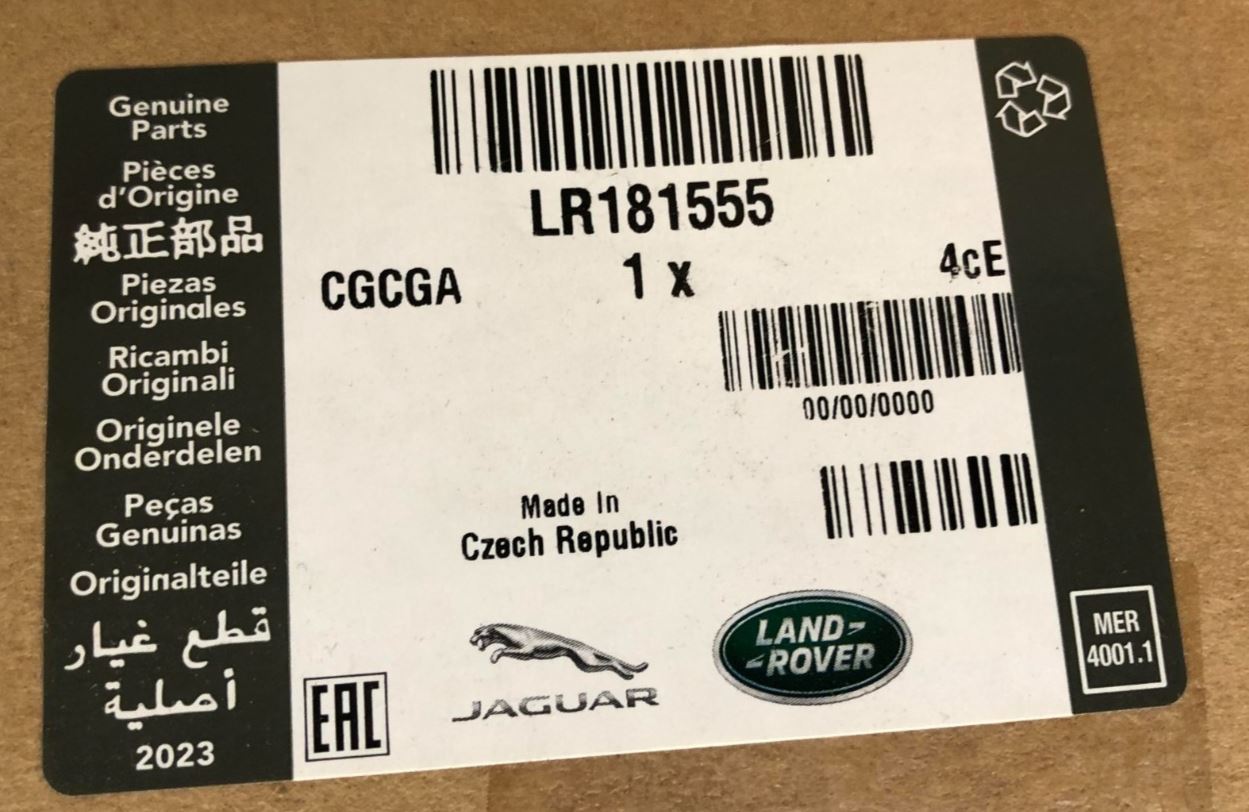 Genuine
Parts
Pièces
d'Origine
純正部品
Piezas
Originales
Ricambi
Originali
Originele
Onderdelen
Peças
Genuinas
Originalteile
قطع غيار
أصلية
2023
LR181555
CGCGA
1 x
4cE
00/00/0000
Made In
Czech Republic
EAC
JAGUAR
LAND-
-ROVER
MER
4001.1